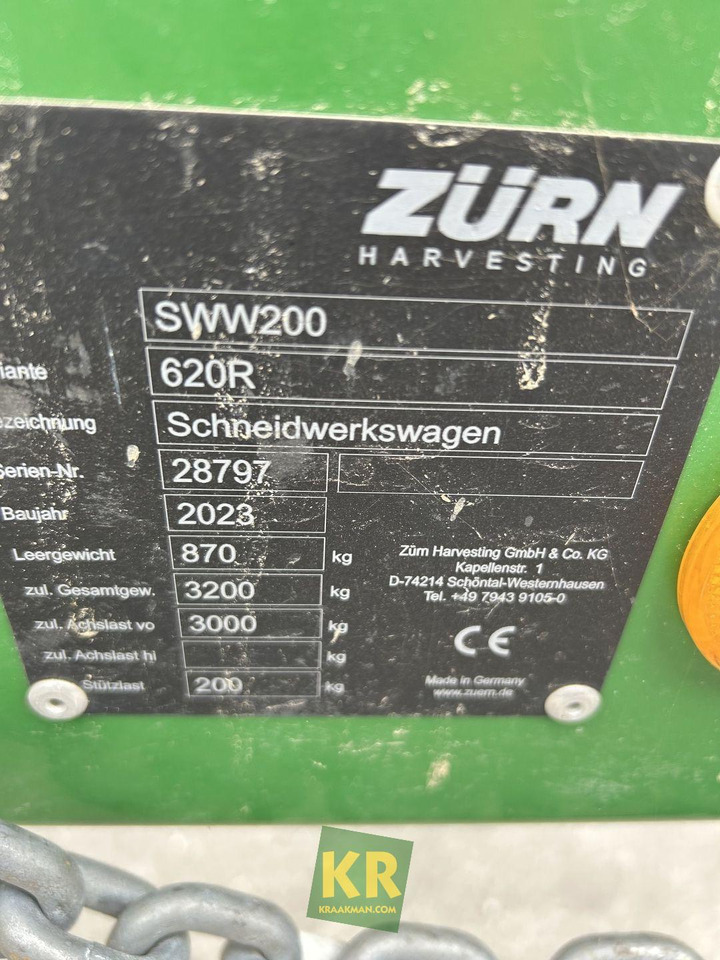 ZÜRN
HARVESTING
SWW200
iante 620R
ezeichnung Schneidwerkswagen
Serien-Nr. 28797
Baujahr 2023
Leergewicht 870 kg
zul. Gesamtgew. 3200 kg
zul. Achslast vo 3000 kg
zul. Achslast hi kg
Stützlast 200 kg
Zürn Harvesting GmbH & Co. KG
Kapellenstr. 1
D-74214 Schöntal-Westernhausen
Tel. +49 7943 9105-0
CE
Made in Germany
www.zuern.de
KR
KRAAKMAN.COM